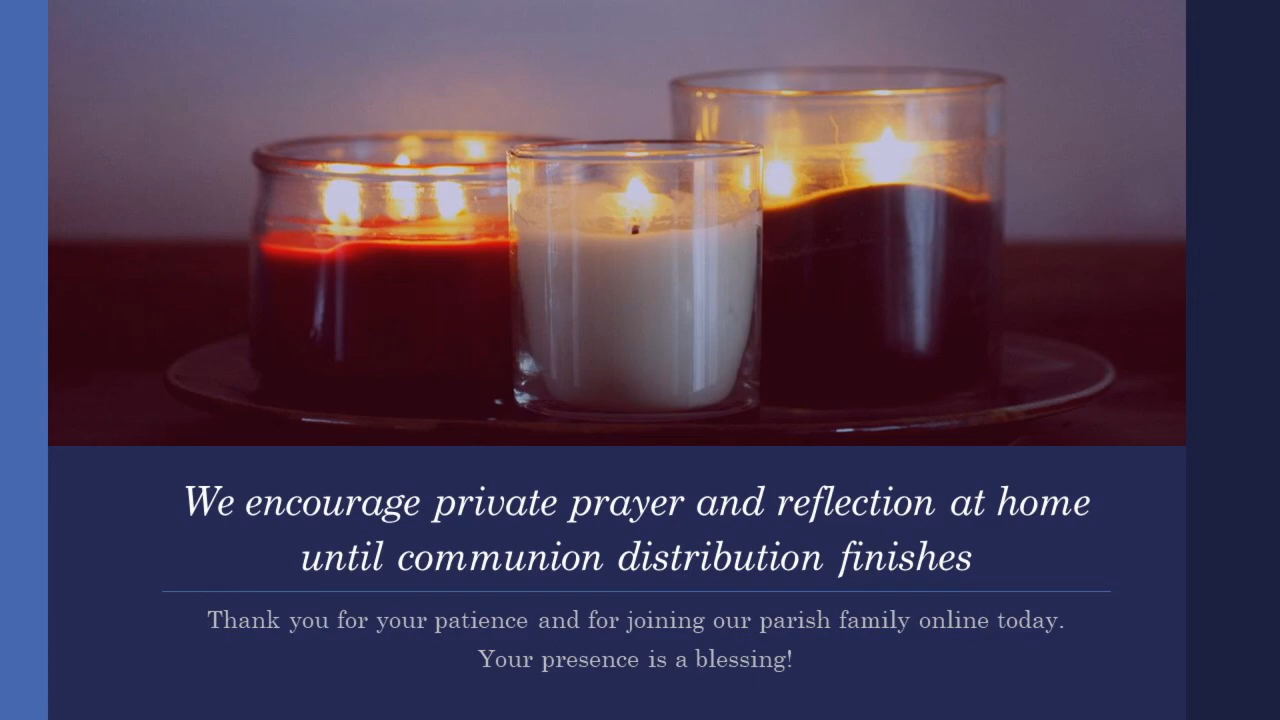 We encourage private prayer and reflection at home
until communion distribution finishes
Thank you for your patience and for joining our parish family online today.
Your presence is a blessing!